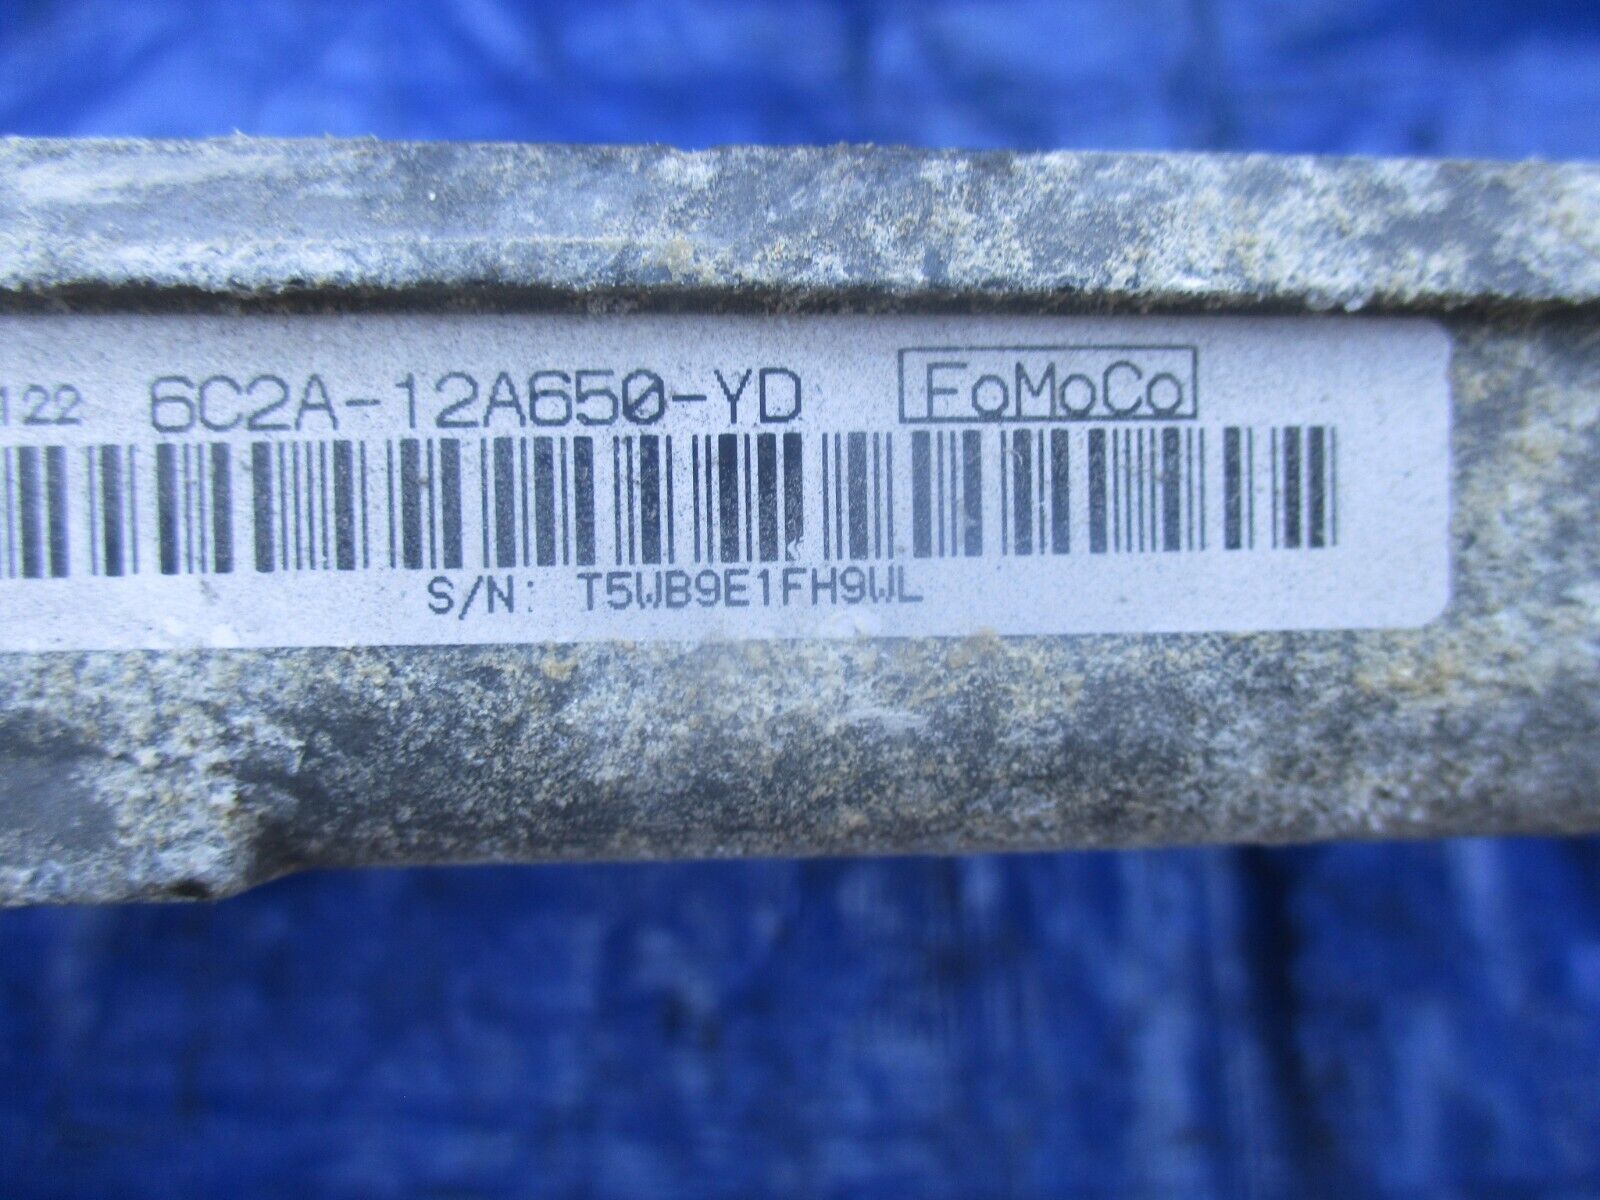 122 6C2A-12A650-YD FoMoCo
S/N: T5WB9E1FH9WL